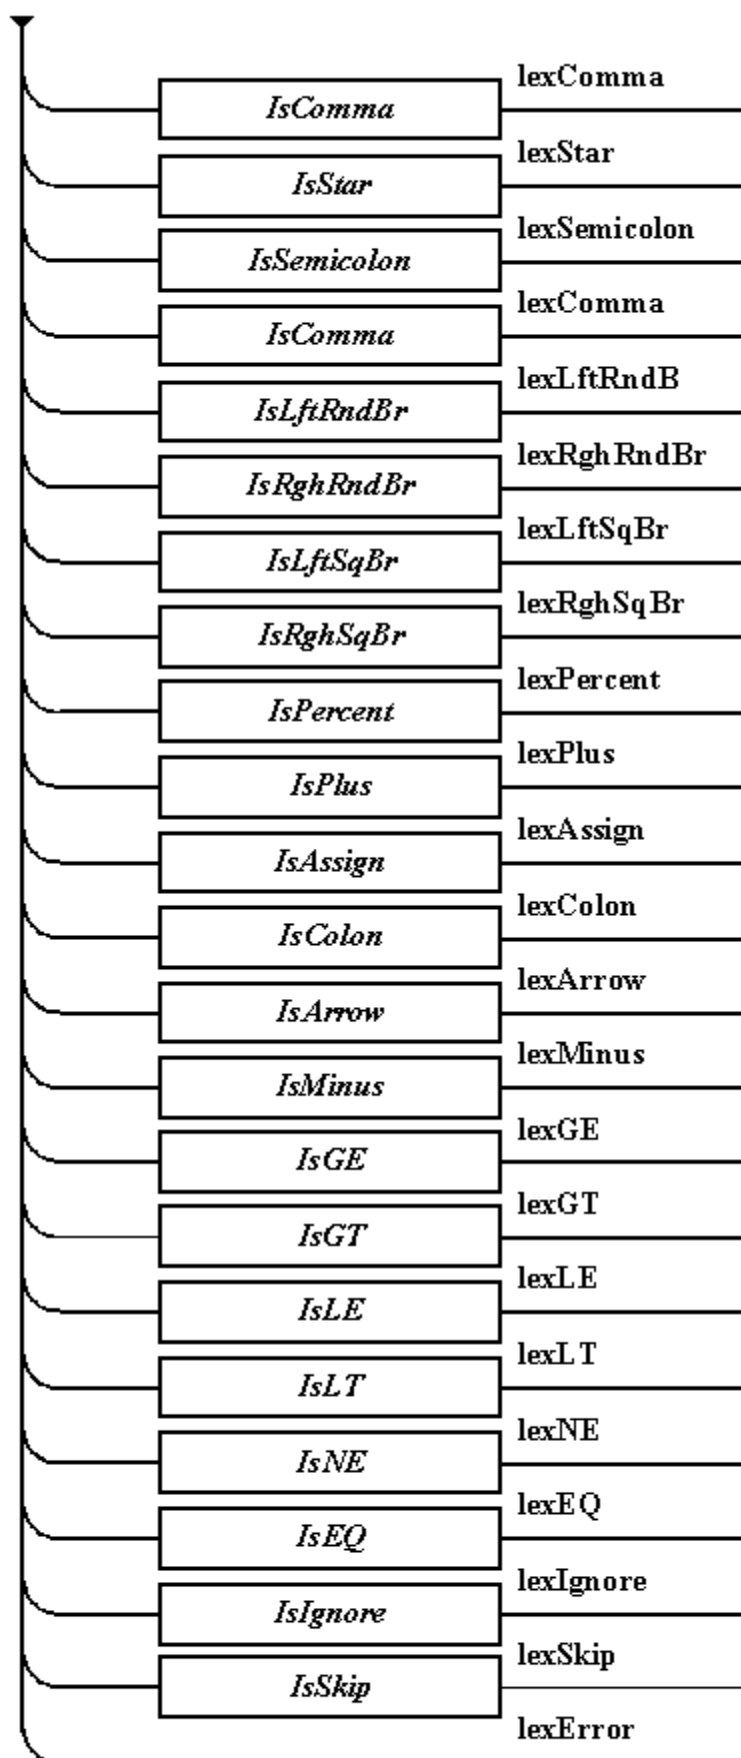 lexComma
IsComma
lexStar
IsStar
lexSemicolon
IsSemicolon
lexComma
IsComma
lexLftRndB
IsLftRndBr
lexRghRndBr
IsRghRndBr
lexLftSqBr
IsLftSqBr
lexRghSqBr
IsRghSqBr
lexPercent
IsPercent
lexPlus
IsPlus
lexAssign
IsAssign
lexColon
IsColon
lexArrow
IsArrow
lexMinus
IsMinus
lexGE
IsGE
lexGT
IsGT
lexLE
IsLE
lexLT
IsLT
lexNE
IsNE
lexEQ
IsEQ
lexIgnore
IsIgnore
lexSkip
IsSkip
lexError